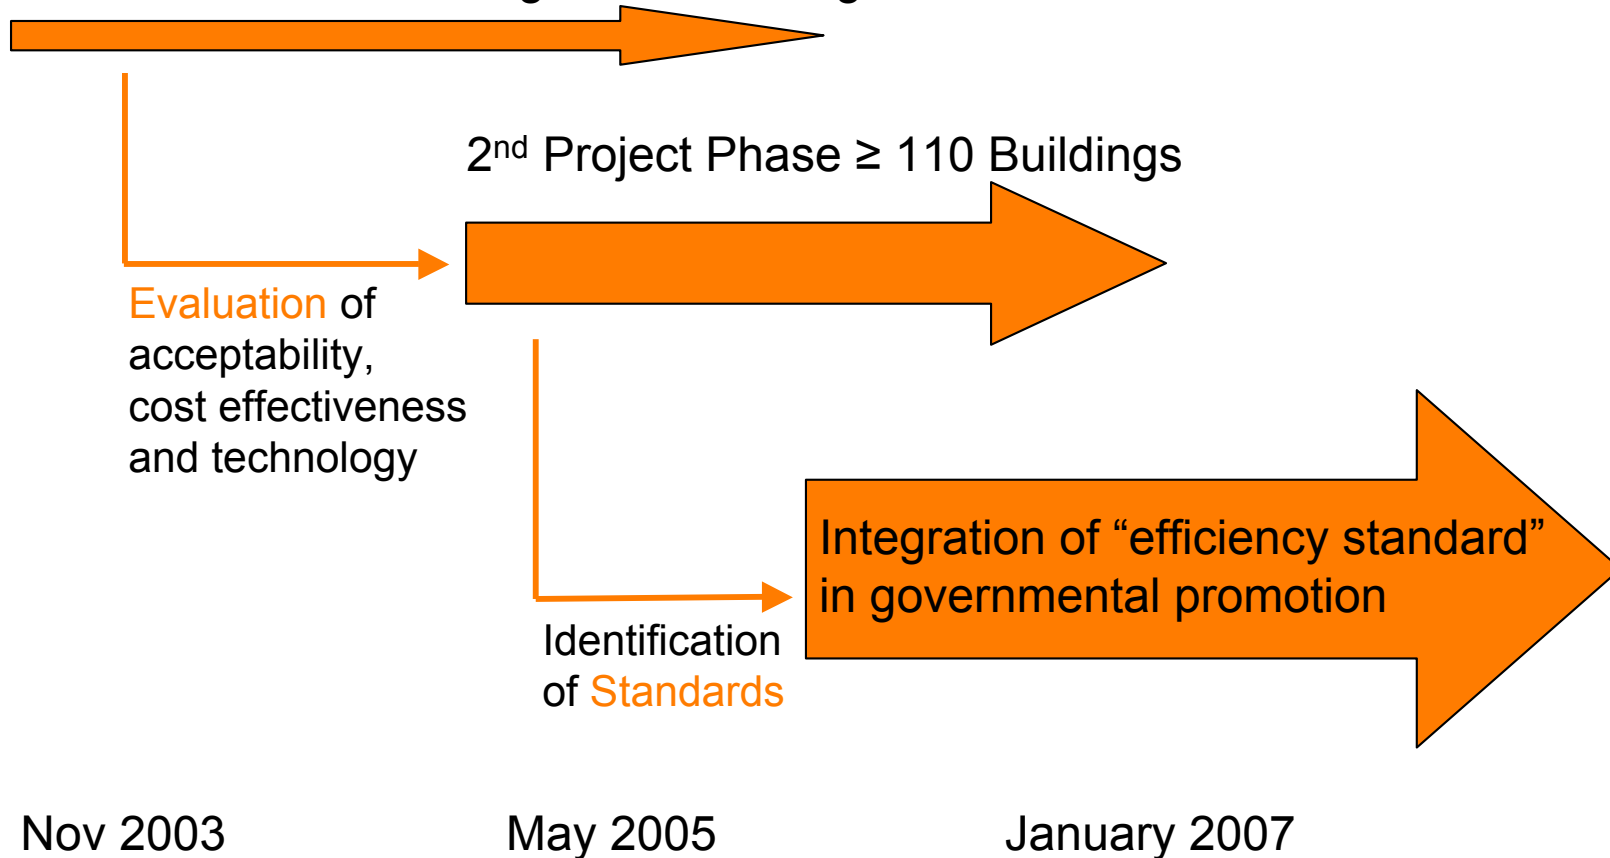 2nd Project Phase ≥ 110 Buildings
Evaluation of
acceptability,
cost effectiveness
and technology
Integration of “efficiency standard”
in governmental promotion
Identification
of Standards
Nov 2003
May 2005
January 2007